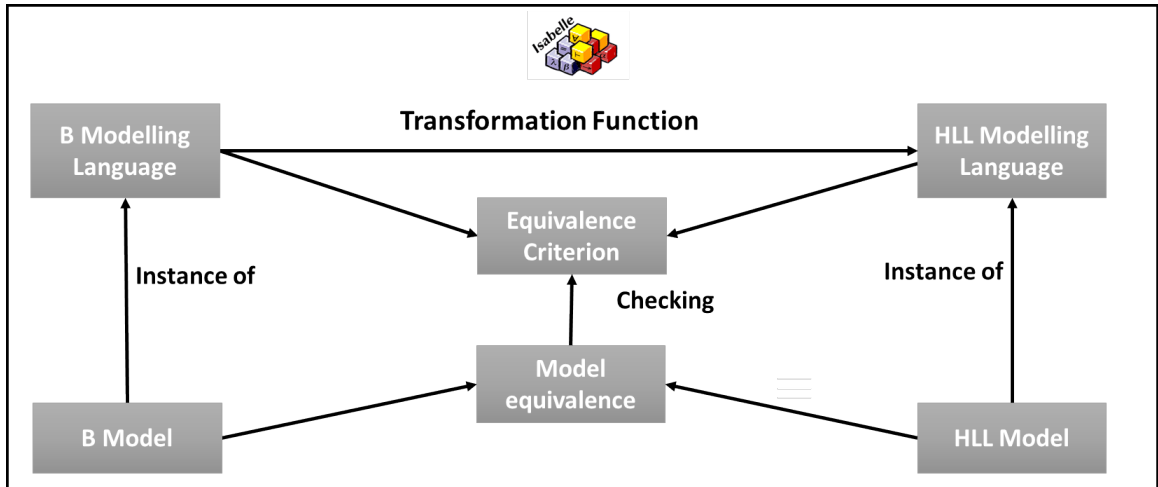 Isabelle
λ β
Transformation Function
B Modelling
Language
HLL Modelling
Language
Equivalence
Criterion
Instance of
Instance of
Checking
Model
equivalence
B Model
HLL Model